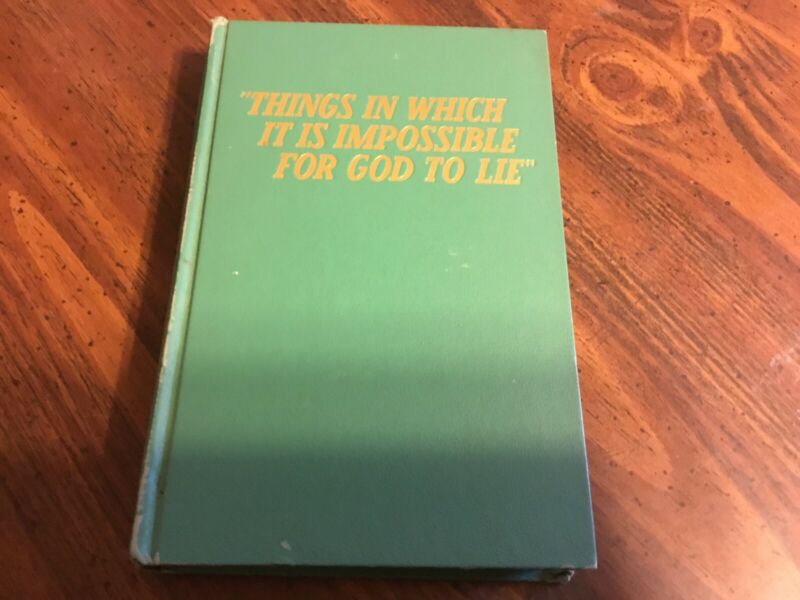 "THINGS IN WHICH
IT IS IMPOSSIBLE
FOR GOD TO LIE"